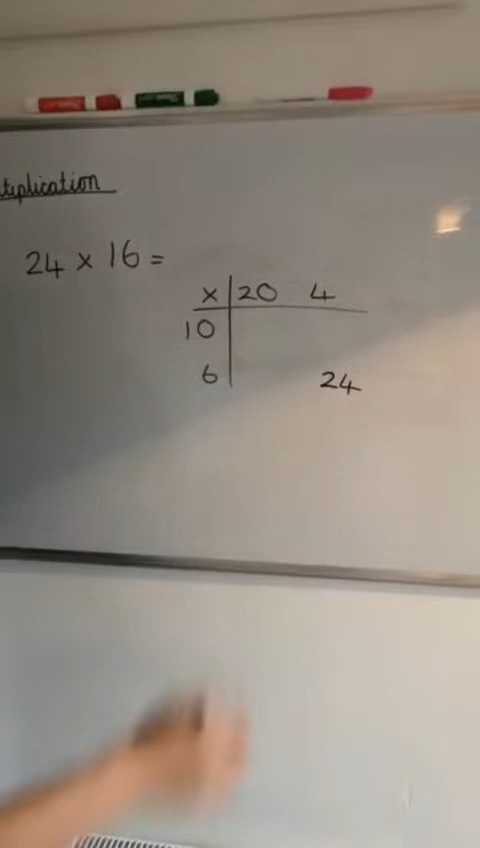 tiplication
24 x 16 =
x 20 4
10
6 24